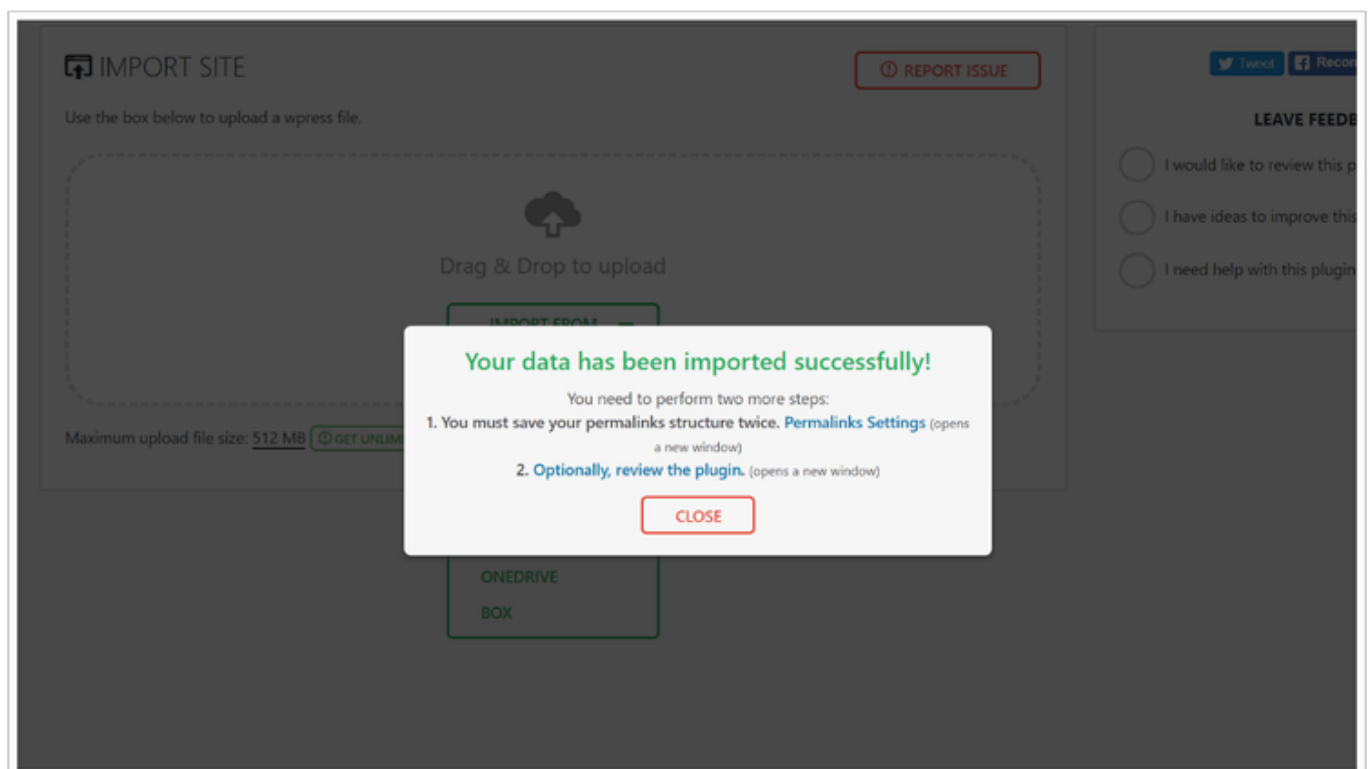 IMPORT SITE
REPORT ISSUE
Use the box below to upload a wpress file.
Drag & Drop to upload
IMPORT FROM
Your data has been imported successfully!
You need to perform two more steps:
1. You must save your permalinks structure twice. Permalinks Settings (opens
a new window)
2. Optionally, review the plugin. (opens a new window)
CLOSE
Maximum upload file size: 512 MB
GET
ONEDRIVE
BOX
Tweet
LEAVE
I would like to review this
I have ideas to improve this
I need help with this plugin